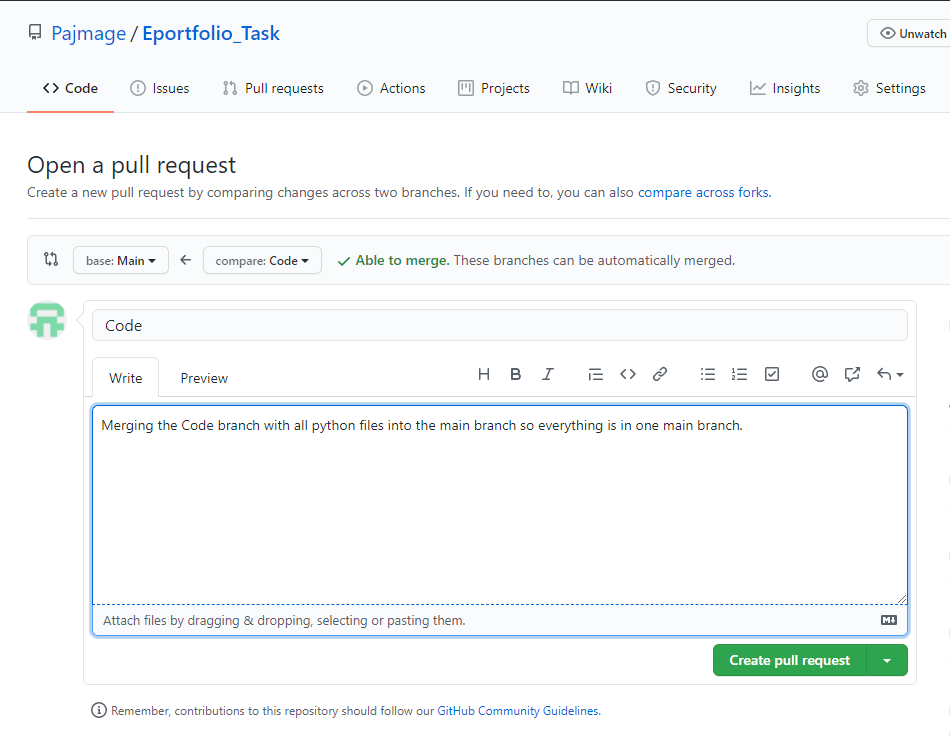 Pajmage / Eportfolio_Task
Unwatch
Code Issues Pull requests Actions Projects Wiki Security Insights Settings
Open a pull request
Create a new pull request by comparing changes across two branches. If you need to, you can also compare across forks.
base: Main compare: Code Able to merge. These branches can be automatically merged.
Code
Write Preview
Merging the Code branch with all python files into the main branch so everything is in one main branch.
Attach files by dragging & dropping, selecting or pasting them.
Create pull request
Remember, contributions to this repository should follow our GitHub Community Guidelines.